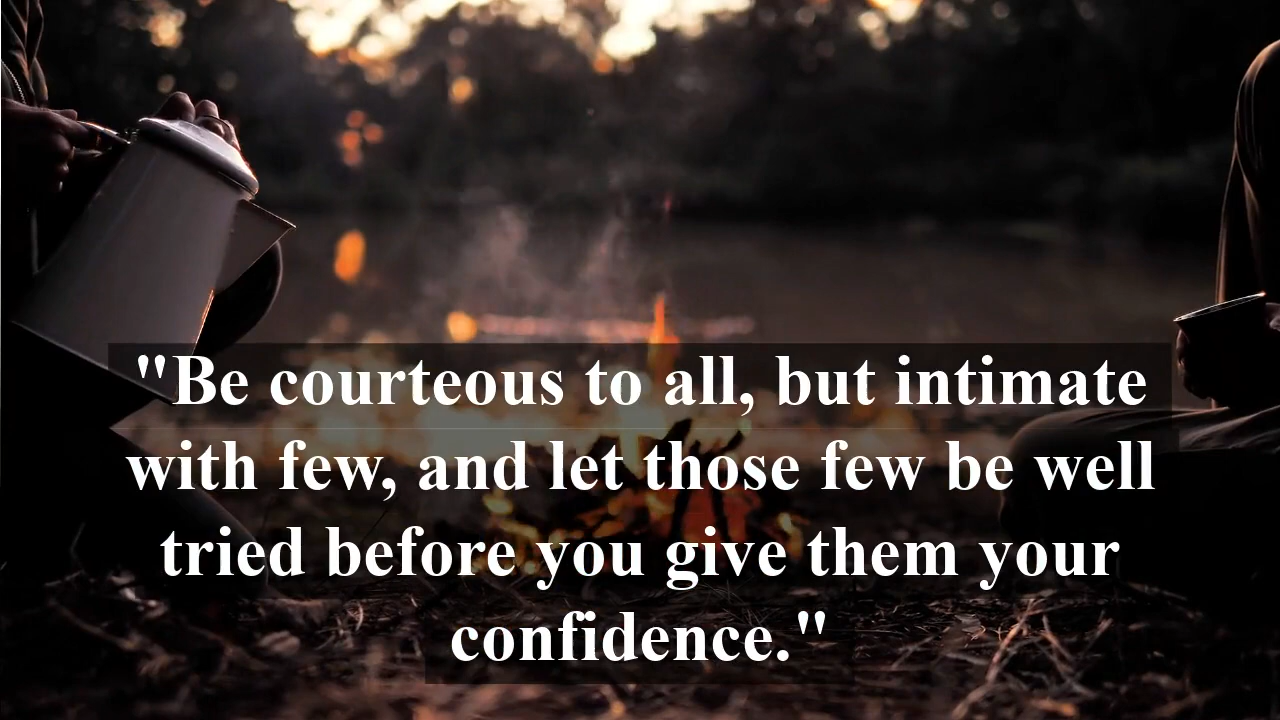 "Be courteous to all, but intimate
with few, and let those few be well
tried before you give them your
confidence."